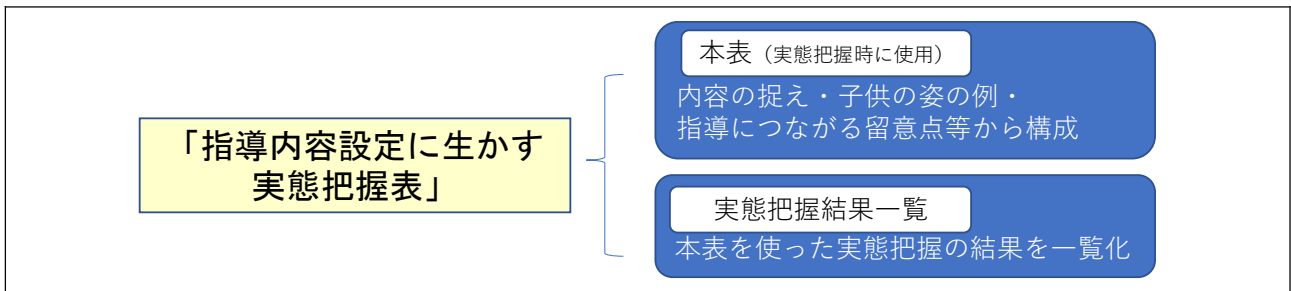 「指導内容設定に生かす
実態把握表」
本表（実態把握時に使用）
内容の捉え・子供の姿の例・
指導につながる留意点等から構成
実態把握結果一覧
本表を使った実態把握の結果を一覧化